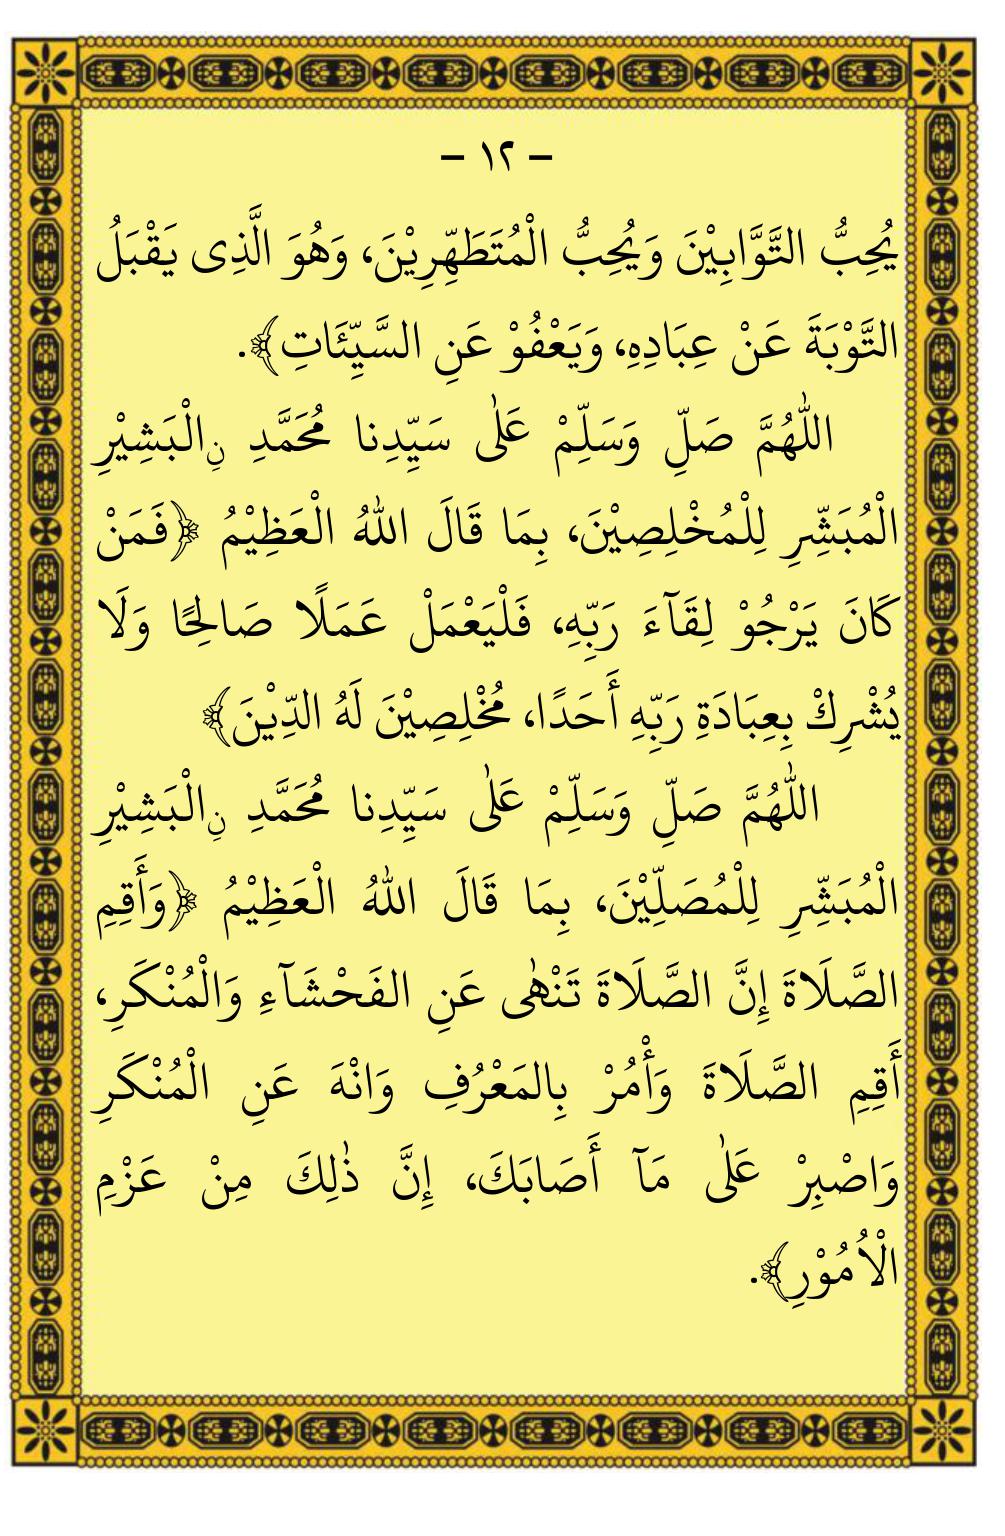 – ١٢ –
يُحِبُّ التَّوَّابِيْنَ وَيُحِبُّ الْمُتَطَهِّرِيْنَ، وَهُوَ الَّذِى يَقْبَلُ
التَّوْبَةَ عَنْ عِبَادِهِ، وَيَعْفُوْ عَنِ السَّيِّئَاتِ﴾.
اللّٰهُمَّ صَلِّ وَسَلِّمْ عَلٰى سَيِّدِنا مُحَمَّدِ نِالْبَشِيْرِ
الْمُبَشِّرِ لِلْمُخْلِصِيْنَ، بِمَا قَالَ اللهُ الْعَظِيْمُ ﴿فَمَنْ
كَانَ يَرْجُوْ لِقَآءَ رَبِّهِ، فَلْيَعْمَلْ عَمَلًا صَالِحًا وَلَا
يُشْرِكْ بِعِبَادَةِ رَبِّهِ أَحَدًا، مُخْلِصِيْنَ لَهُ الدِّيْنَ﴾
اللّٰهُمَّ صَلِّ وَسَلِّمْ عَلٰى سَيِّدِنا مُحَمَّدِ نِالْبَشِيْرِ
الْمُبَشِّرِ لِلْمُصَلِّيْنَ، بِمَا قَالَ اللهُ الْعَظِيْمُ ﴿وَأَقِمِ
الصَّلَاةَ إِنَّ الصَّلَاةَ تَنْهٰى عَنِ الفَحْشَآءِ وَالْمُنْكَرِ،
أَقِمِ الصَّلَاةَ وَأْمُرْ بِالمَعْرُفِ وَانْهَ عَنِ الْمُنْكَرِ
وَاصْبِرْ عَلٰى مَآ أَصَابَكَ، إِنَّ ذٰلِكَ مِنْ عَزْمِ
الْاُمُوْرِ﴾.